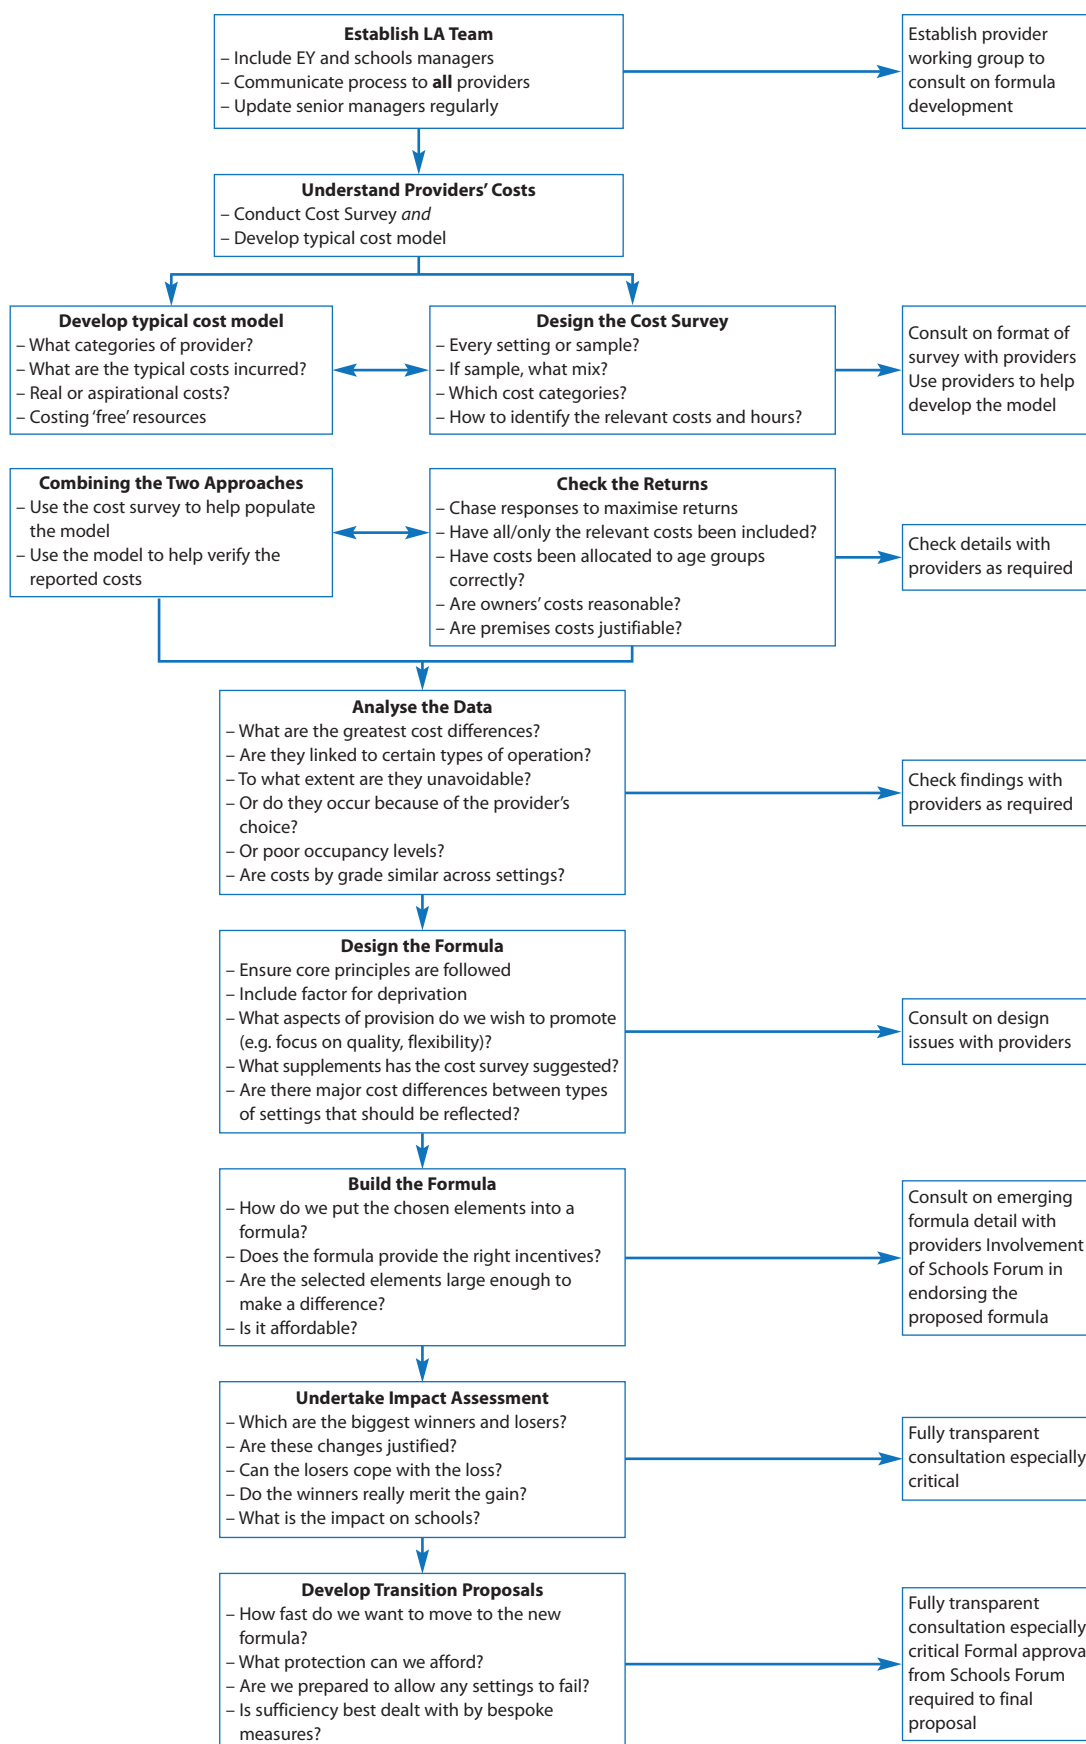 Establish LA Team
– Include EY and schools managers
– Communicate process to all providers
– Update senior managers regularly
Establish provider
working group to
consult on formula
development
Understand Providers’ Costs
– Conduct Cost Survey and
– Develop typical cost model
Develop typical cost model
– What categories of provider?
– What are the typical costs incurred?
– Real or aspirational costs?
– Costing ‘free’ resources
Design the Cost Survey
– Every setting or sample?
– If sample, what mix?
– Which cost categories?
– How to identify the relevant costs and hours?
Consult on format of
survey with providers
Use providers to help
develop the model
Combining the Two Approaches
– Use the cost survey to help populate
the model
– Use the model to help verify the
reported costs
Check the Returns
– Chase responses to maximise returns
– Have all/only the relevant costs been included?
– Have costs been allocated to age groups
correctly?
– Are owners’ costs reasonable?
– Are premises costs justifiable?
Check details with
providers as required
Analyse the Data
– What are the greatest cost differences?
– Are they linked to certain types of operation?
– To what extent are they unavoidable?
– Or do they occur because of the provider’s
choice?
– Or poor occupancy levels?
– Are costs by grade similar across settings?
Check findings with
providers as required
Design the Formula
– Ensure core principles are followed
– Include factor for deprivation
– What aspects of provision do we wish to promote
(e.g. focus on quality, flexibility)?
– What supplements has the cost survey suggested?
– Are there major cost differences between types
of settings that should be reflected?
Consult on design
issues with providers
Build the Formula
– How do we put the chosen elements into a
formula?
– Does the formula provide the right incentives?
– Are the selected elements large enough to
make a difference?
– Is it affordable?
Consult on emerging
formula detail with
providers Involvement
of Schools Forum in
endorsing the
proposed formula
Undertake Impact Assessment
– Which are the biggest winners and losers?
– Are these changes justified?
– Can the losers cope with the loss?
– Do the winners really merit the gain?
– What is the impact on schools?
Fully transparent
consultation especially
critical
Develop Transition Proposals
– How fast do we want to move to the new
formula?
– What protection can we afford?
– Are we prepared to allow any settings to fail?
– Is sufficiency best dealt with by bespoke
measures?
Fully transparent
consultation especially
critical Formal approva
from Schools Forum
required to final
proposal